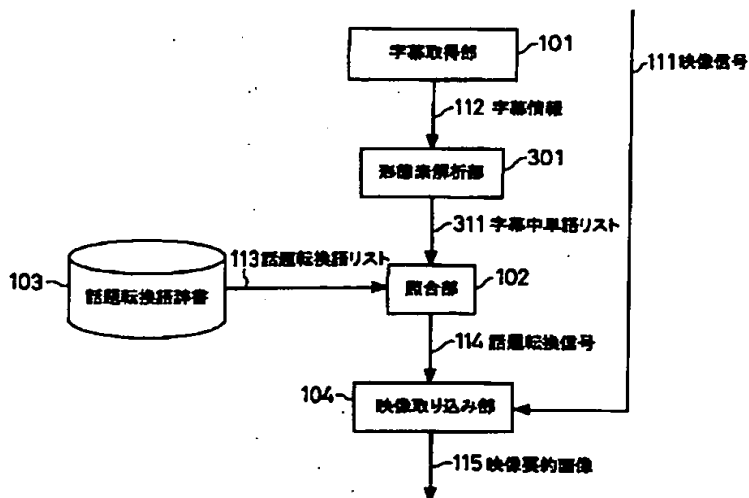 字幕取得部 101
111 映像信号
112 字幕情報
形態素解析部 301
311 字幕中単語リスト
103 話題転換語辞書
113 話題転換語リスト
照合部 102
114 話題転換信号
104 映像取り込み部
115 映像要約画像